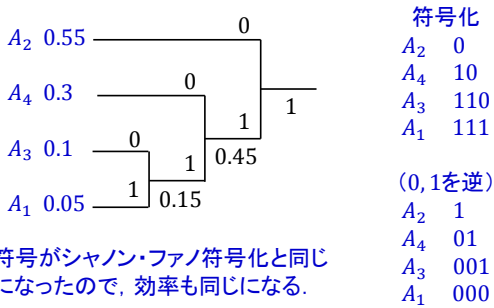 符号化
A₂ 0.55 0
A₂ 0
A₄ 0.3 0
A₄ 10
1
A₃ 110
A₁ 111
1
0.45
A₃ 0.1 0
1
0.15
A₁ 0.05 1
(0, 1を逆)
A₂ 1
A₄ 01
A₃ 001
A₁ 000
符号がシャノン・ファノ符号化と同じ
になったので, 効率も同じになる.